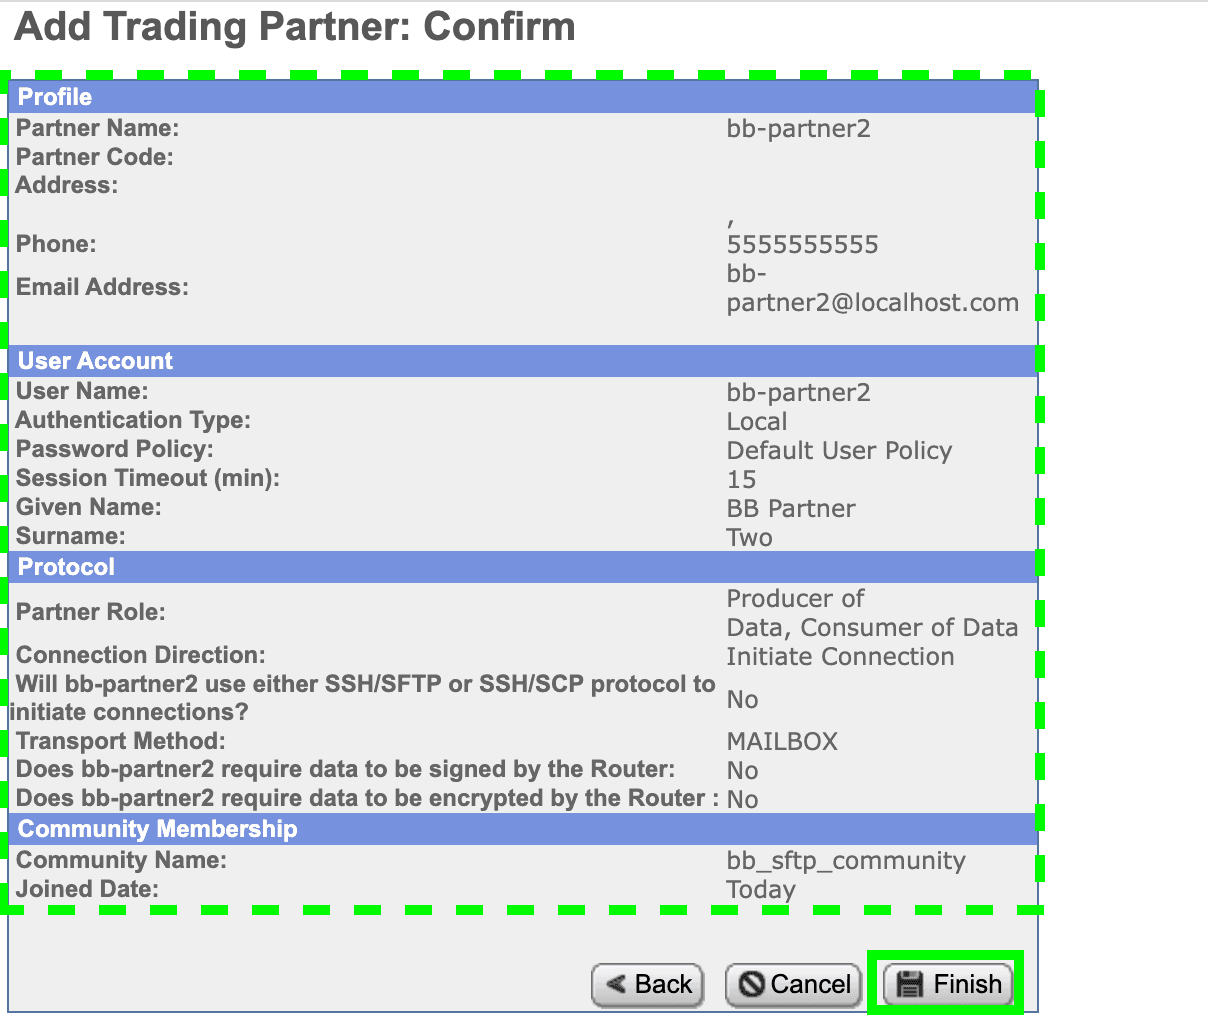 Add Trading Partner: Confirm
Profile
Partner Name: bb-partner2
Partner Code:
Address:
,
Phone: 5555555555
Email Address: bb-
partner2@localhost.com
User Account
User Name: bb-partner2
Authentication Type: Local
Password Policy: Default User Policy
Session Timeout (min): 15
Given Name: BB Partner
Surname: Two
Protocol
Partner Role: Producer of
Data, Consumer of Data
Connection Direction: Initiate Connection
Will bb-partner2 use either SSH/SFTP or SSH/SCP protocol to
initiate connections? No
Transport Method: MAILBOX
Does bb-partner2 require data to be signed by the Router: No
Does bb-partner2 require data to be encrypted by the Router : No
Community Membership
Community Name: bb_sftp_community
Joined Date: Today
Back Cancel Finish